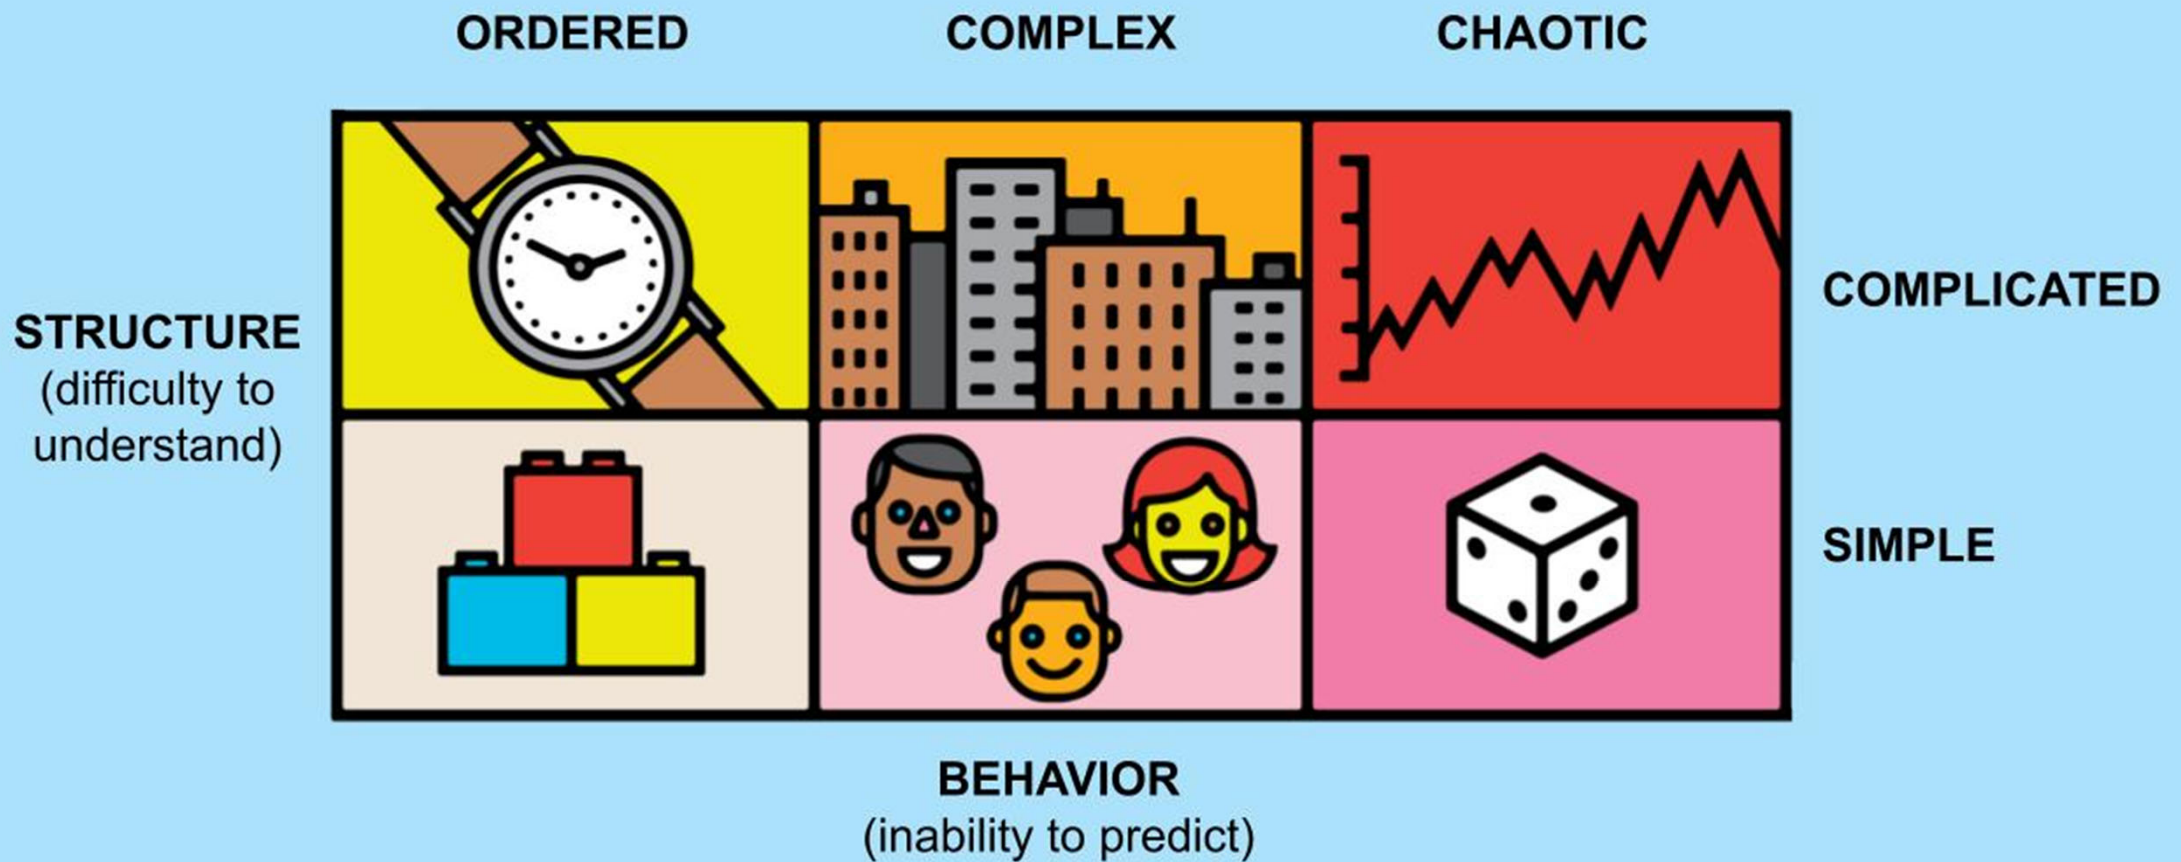 ORDERED
COMPLEX
CHAOTIC
STRUCTURE
(difficulty to
understand)
COMPLICATED
SIMPLE
BEHAVIOR
(inability to predict)